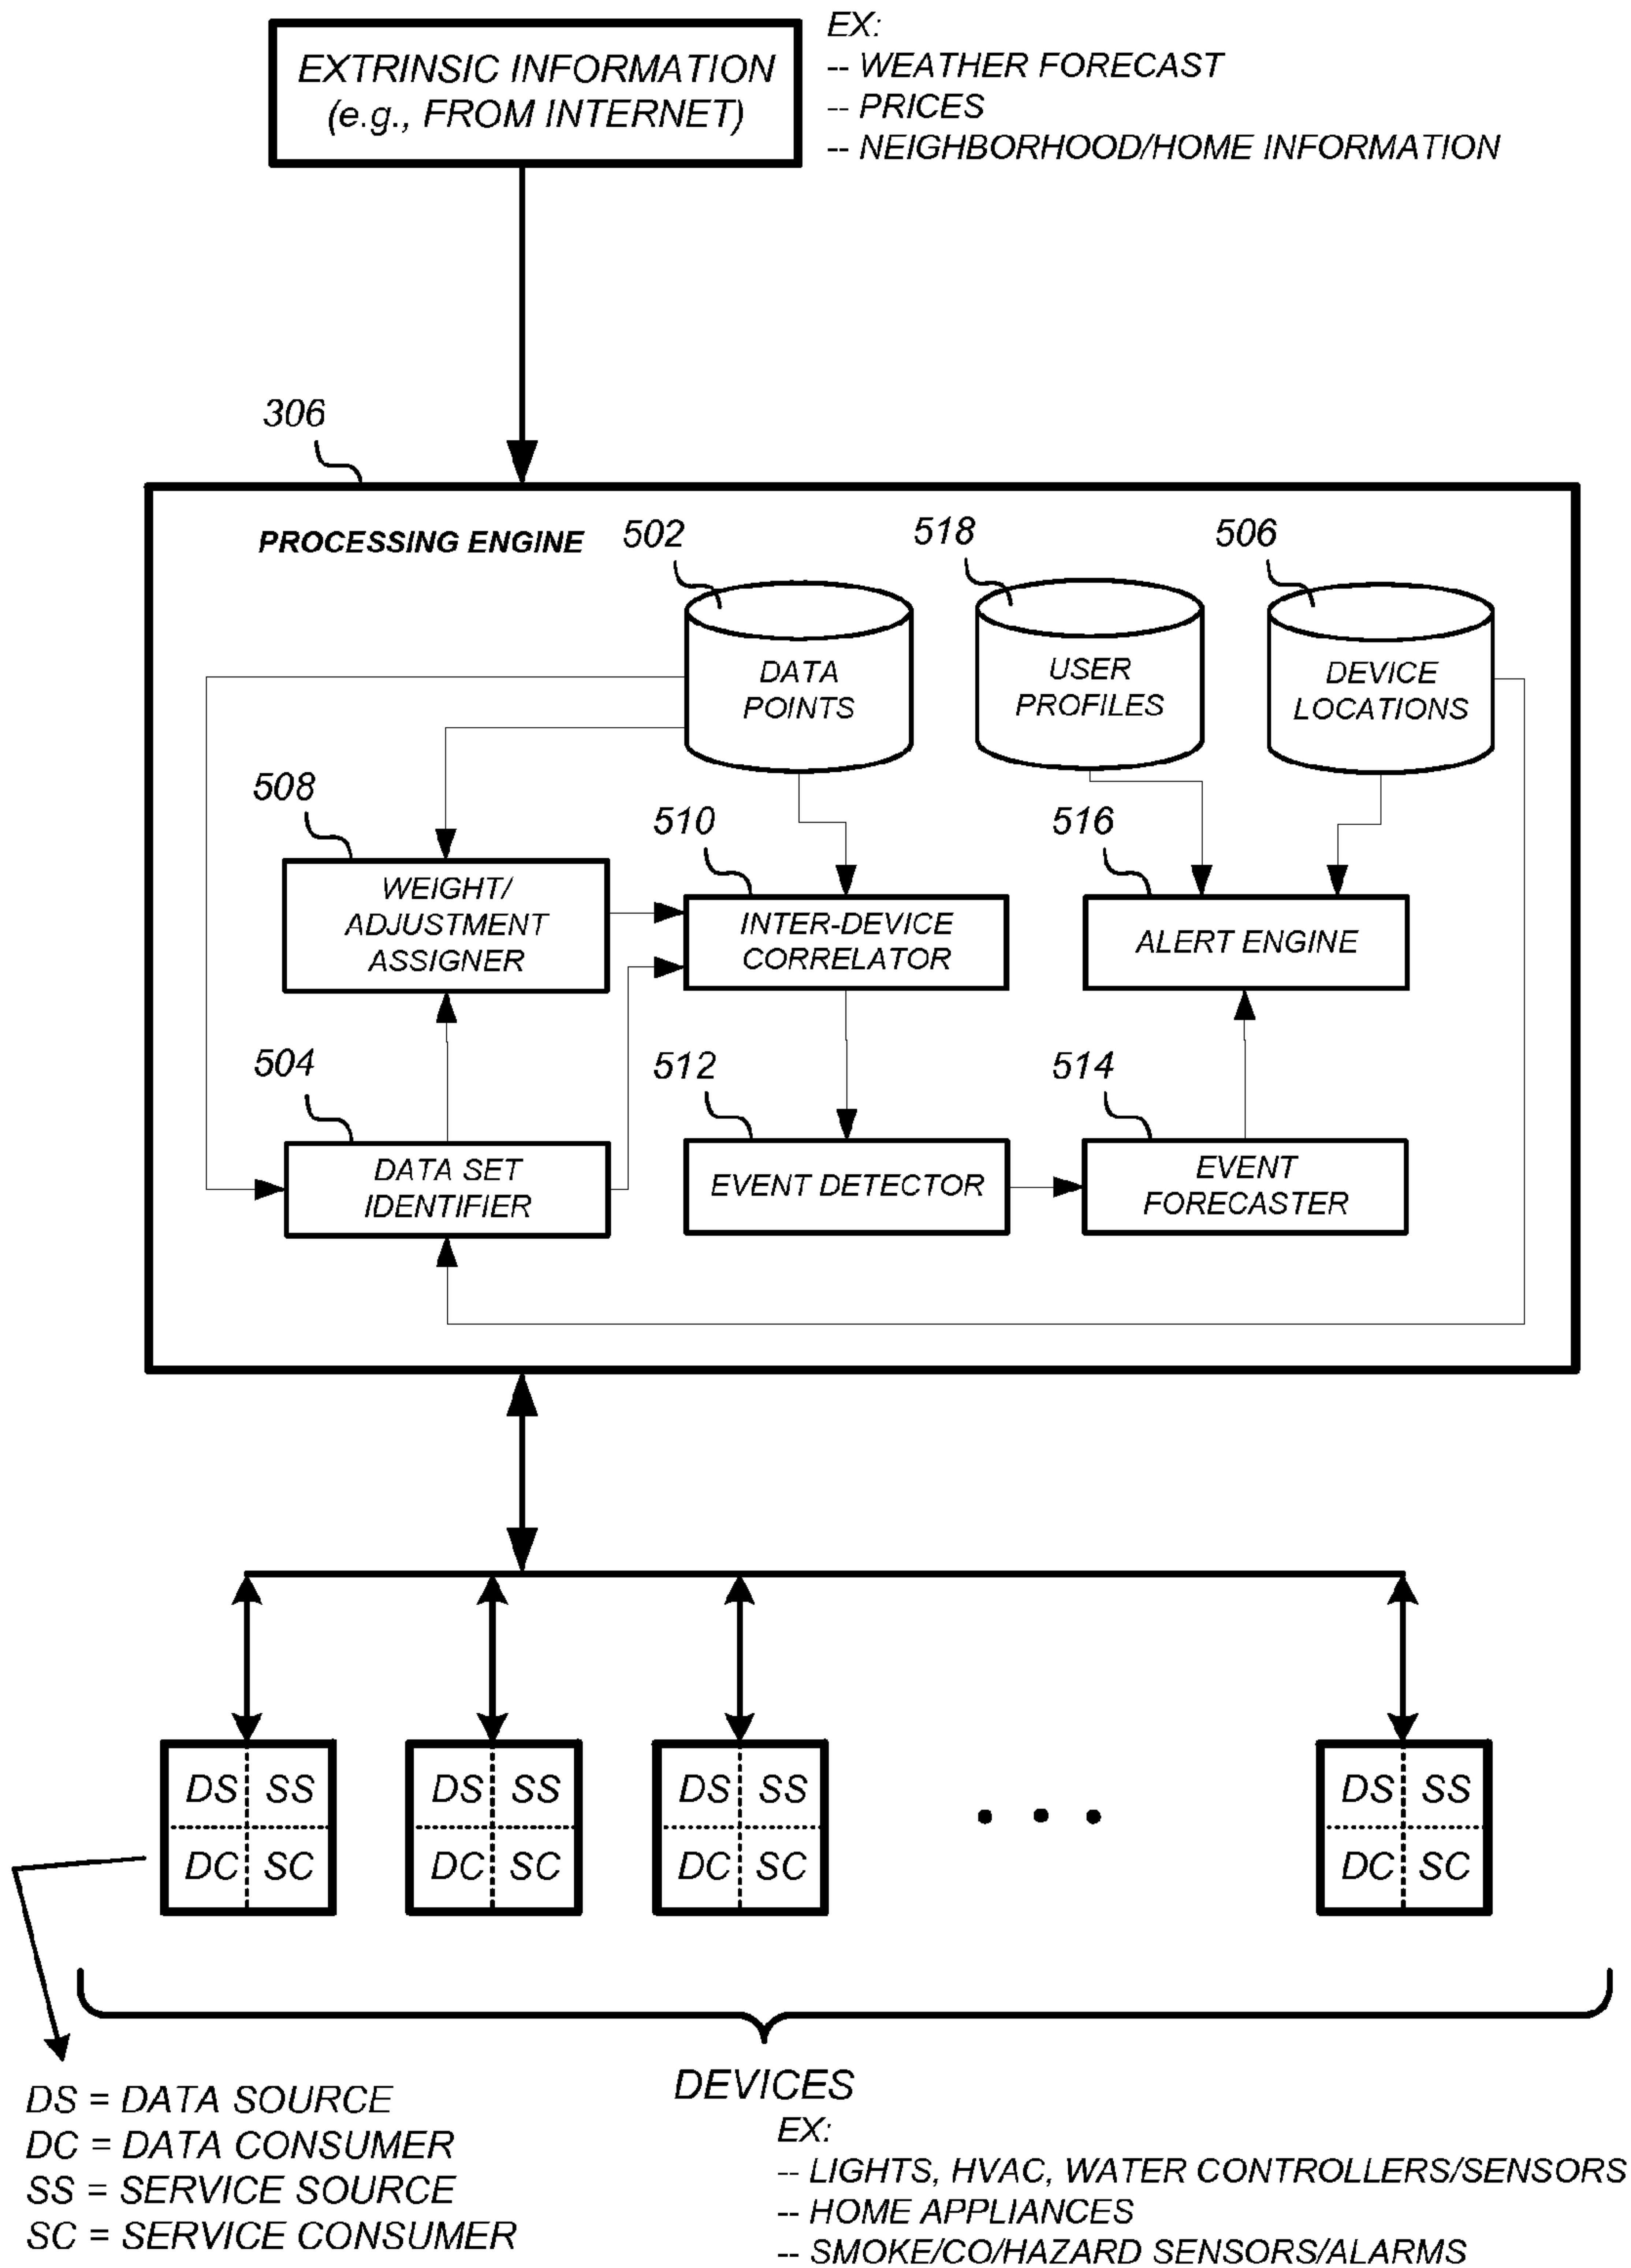 EXTRINSIC INFORMATION
(e.g., FROM INTERNET)
EX:
-- WEATHER FORECAST
-- PRICES
-- NEIGHBORHOOD/HOME INFORMATION
306
PROCESSING ENGINE
502
518
506
DATA
POINTS
USER
PROFILES
DEVICE
LOCATIONS
508
510
516
WEIGHT/
ADJUSTMENT
ASSIGNER
INTER-DEVICE
CORRELATOR
ALERT ENGINE
504
512
514
DATA SET
IDENTIFIER
EVENT DETECTOR
EVENT
FORECASTER
DS SS
DC SC
DS SS
DC SC
DS SS
DC SC
. . .
DS SS
DC SC
DS = DATA SOURCE
DC = DATA CONSUMER
SS = SERVICE SOURCE
SC = SERVICE CONSUMER
DEVICES
EX:
-- LIGHTS, HVAC, WATER CONTROLLERS/SENSORS
-- HOME APPLIANCES
-- SMOKE/CO/HAZARD SENSORS/ALARMS